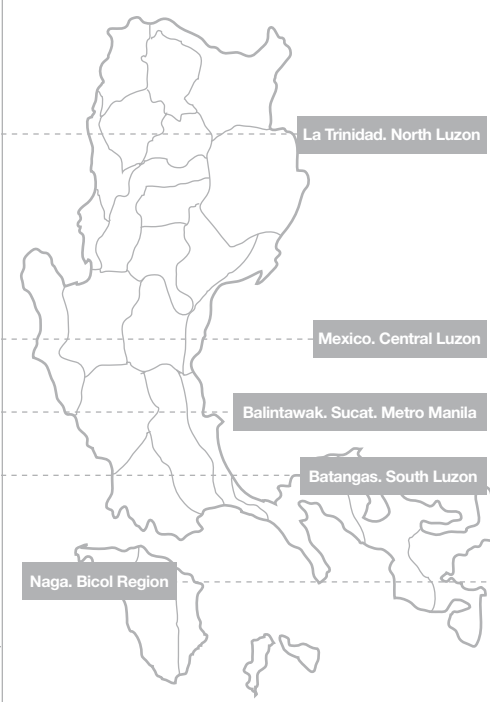 La Trinidad. North Luzon
Mexico. Central Luzon
Balintawak. Sucat. Metro Manila
Batangas. South Luzon
Naga. Bicol Region